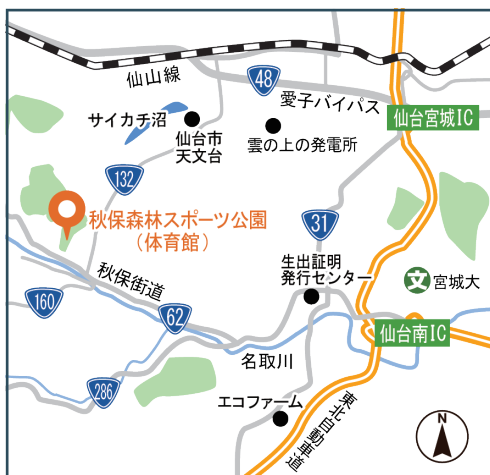 仙山線
48
愛子バイパス
サイカチ沼
仙台市
天文台
雲の上の発電所
仙台宮城IC
132
秋保森林スポーツ公園
（体育館）
31
生出証明
発行センター
文
宮城大
秋保街道
160
62
仙台南IC
名取川
286
エコファーム
東北自動車道
N